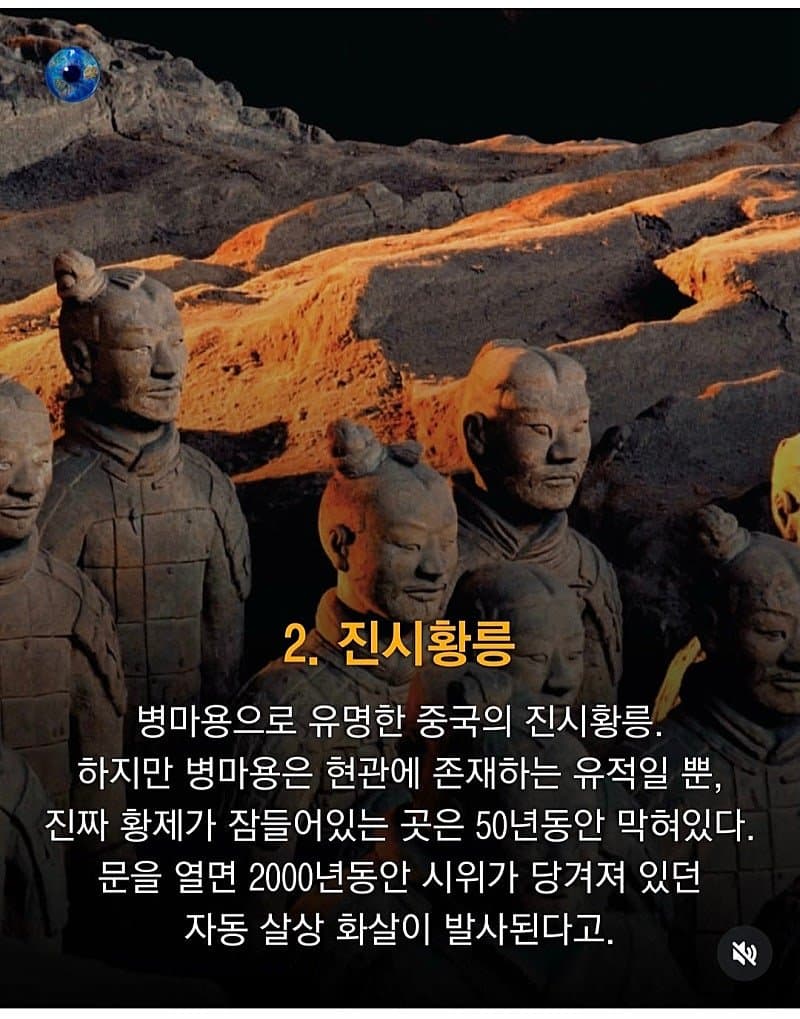 2. 진시황릉
병마용으로 유명한 중국의 진시황릉.
하지만 병마용은 현관에 존재하는 유적일 뿐,
진짜 황제가 잠들어있는 곳은 50년동안 막혀있다.
문을 열면 2000년동안 시위가 당겨져 있던
자동 살상 화살이 발사된다고.